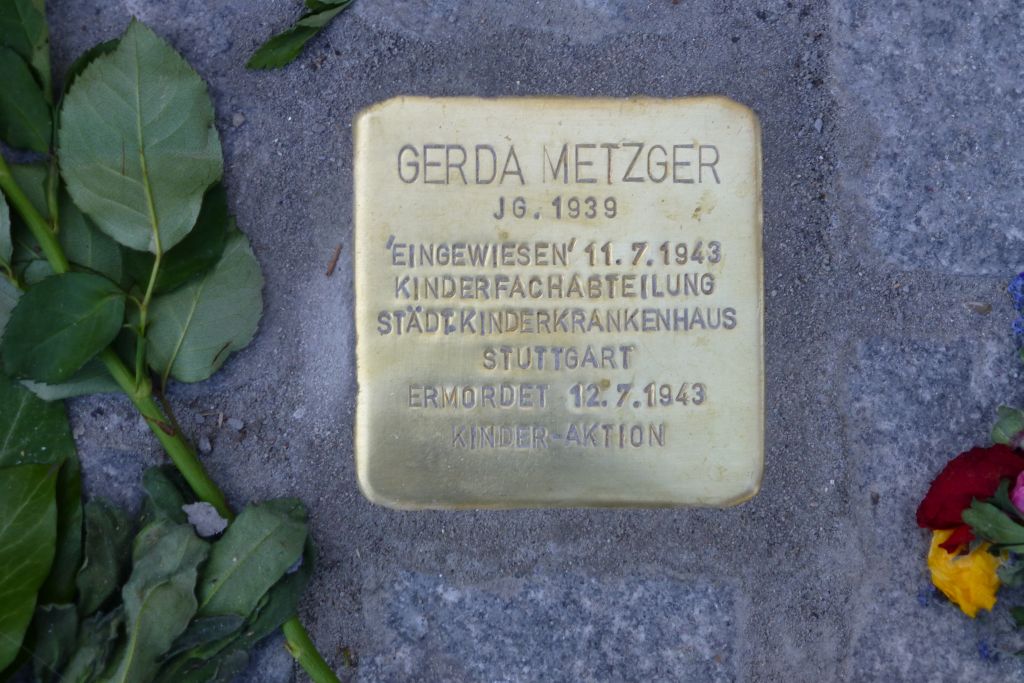 GERDA METZGER
JG. 1939
'EINGEWIESEN' 11.7.1943
KINDERFACHABTEILUNG
STÄDT.KINDERKRANKENHAUS
STUTTGART
ERMORDET 12.7.1943
KINDER-AKTION